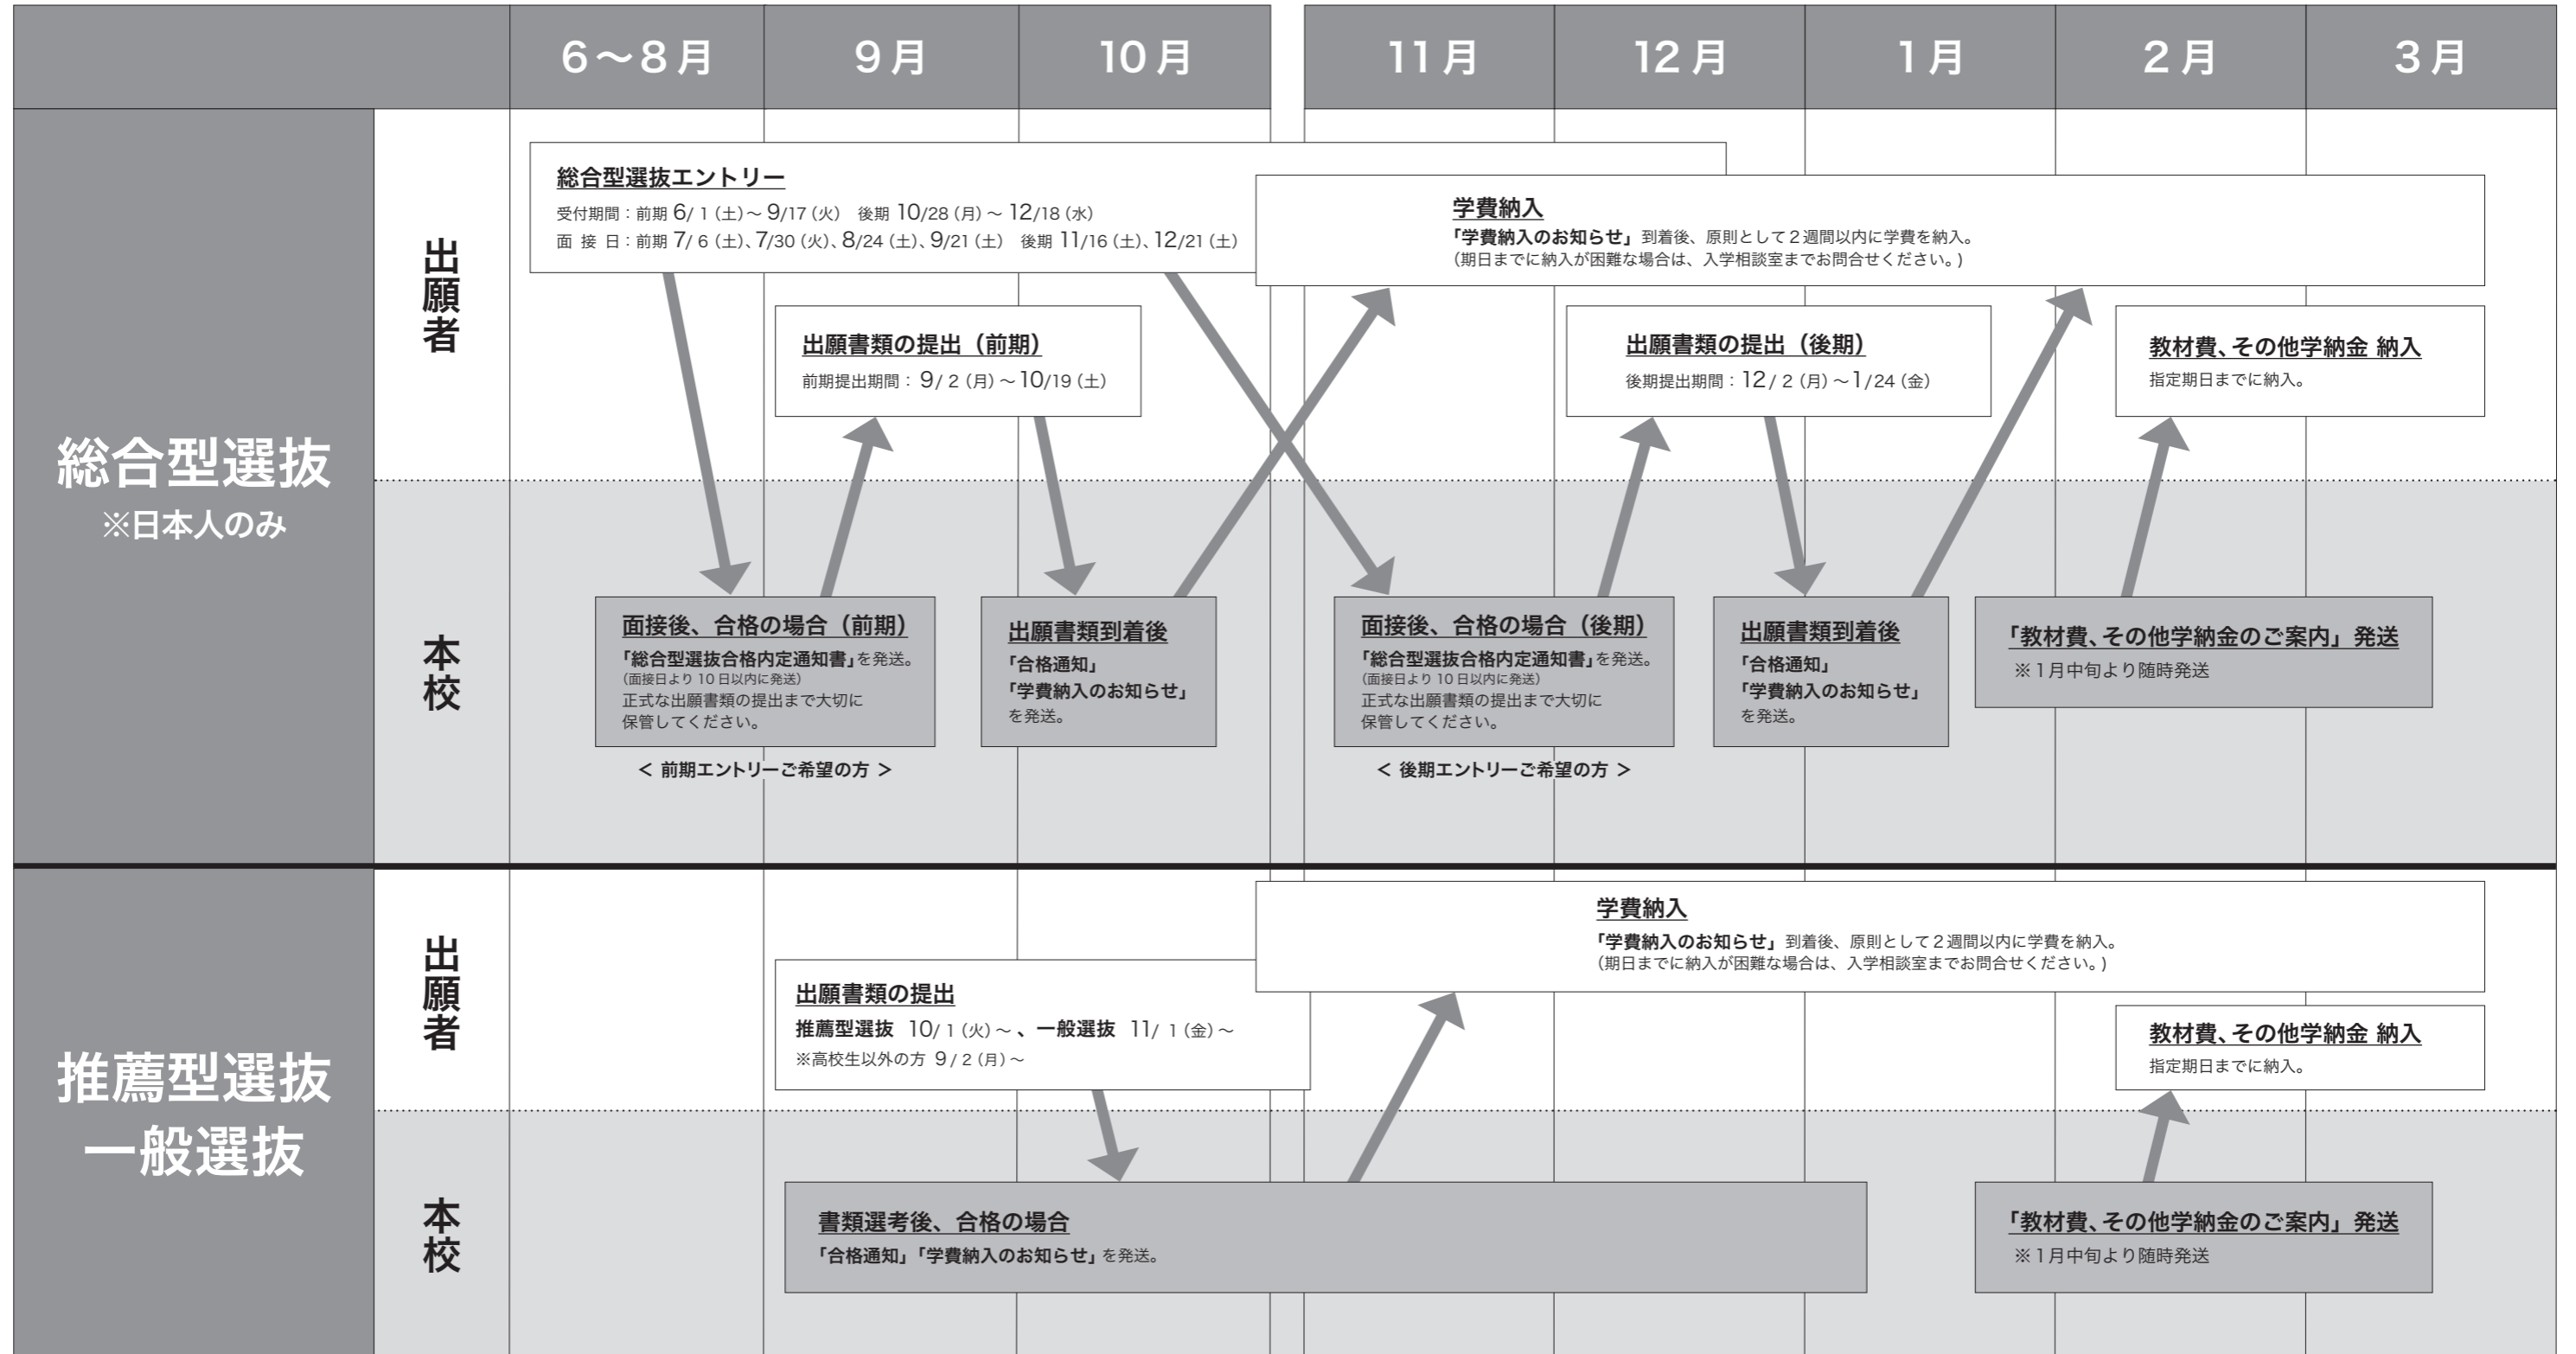 6～8月 9月 10月 11月 12月 1月 2月 3月
総合型選抜
※日本人のみ
出願者
総合型選抜エントリー
受付期間：前期 6/ 1（土）～ 9/17（火）　後期 10/28（月）～ 12/18（水）
面 接 日：前期 7/ 6（土）、7/30（火）、8/24（土）、9/21（土）　後期 11/16（土）、12/21（土）
学費納入
「学費納入のお知らせ」到着後、原則として２週間以内に学費を納入。
（期日までに納入が困難な場合は、入学相談室までお問合せください。)
出願書類の提出（前期）
前期提出期間： 9/ 2（月）～10/19（土）
出願書類の提出（後期）
後期提出期間：12/ 2（月）～1/24（金）
教材費、その他学納金 納入
指定期日までに納入。
本校
面接後、合格の場合（前期）
「総合型選抜合格内定通知書」を発送。
（面接日より 10 日以内に発送）
正式な出願書類の提出まで大切に
保管してください。
＜ 前期エントリーご希望の方 ＞
出願書類到着後
「合格通知」
「学費納入のお知らせ」
を発送。
面接後、合格の場合（後期）
「総合型選抜合格内定通知書」を発送。
（面接日より 10 日以内に発送）
正式な出願書類の提出まで大切に
保管してください。
＜ 後期エントリーご希望の方 ＞
出願書類到着後
「合格通知」
「学費納入のお知らせ」
を発送。
「教材費、その他学納金のご案内」発送
※１月中旬より随時発送
推薦型選抜
一般選抜
出願者
学費納入
「学費納入のお知らせ」到着後、原則として２週間以内に学費を納入。
（期日までに納入が困難な場合は、入学相談室までお問合せください。)
出願書類の提出
推薦型選抜 10/ 1（火）～ 、一般選抜 11/ 1（金）～
※高校生以外の方 9/ 2（月）～
教材費、その他学納金 納入
指定期日までに納入。
本校
書類選考後、合格の場合
「合格通知」「学費納入のお知らせ」を発送。
「教材費、その他学納金のご案内」発送
※１月中旬より随時発送